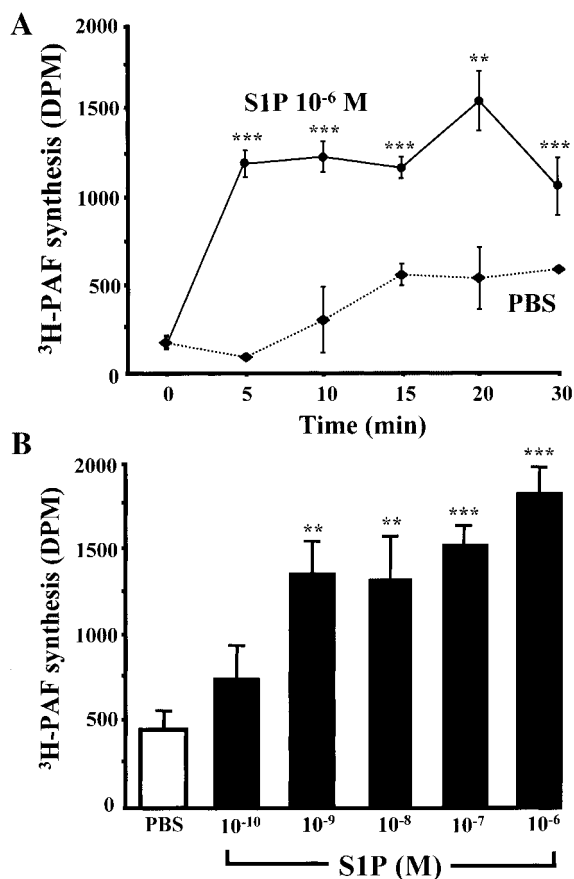 A
2000
1500
1000
500
0
³H-PAF synthesis (DPM)
S1P 10⁻⁶ M
***
***
***
**
***
PBS
0 5 10 15 20 30
Time (min)
B
2000
1500
1000
500
0
³H-PAF synthesis (DPM)
**
**
***
***
PBS 10⁻¹⁰ 10⁻⁹ 10⁻⁸ 10⁻⁷ 10⁻⁶
S1P (M)